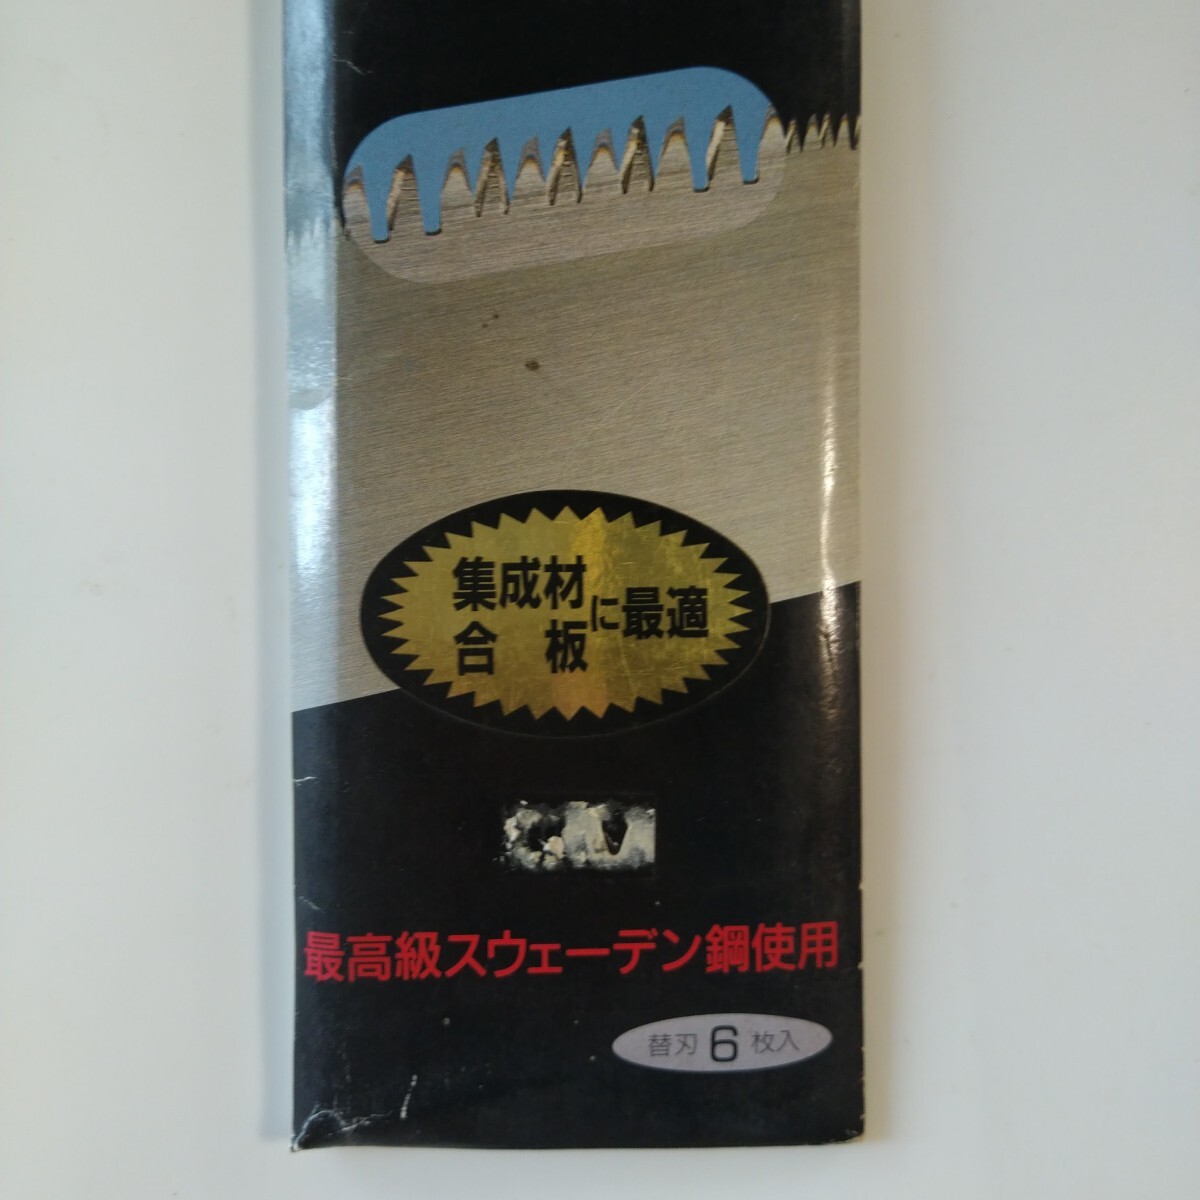 集成材
合板
に最適
最高級スウェーデン鋼使用
替刃6枚入